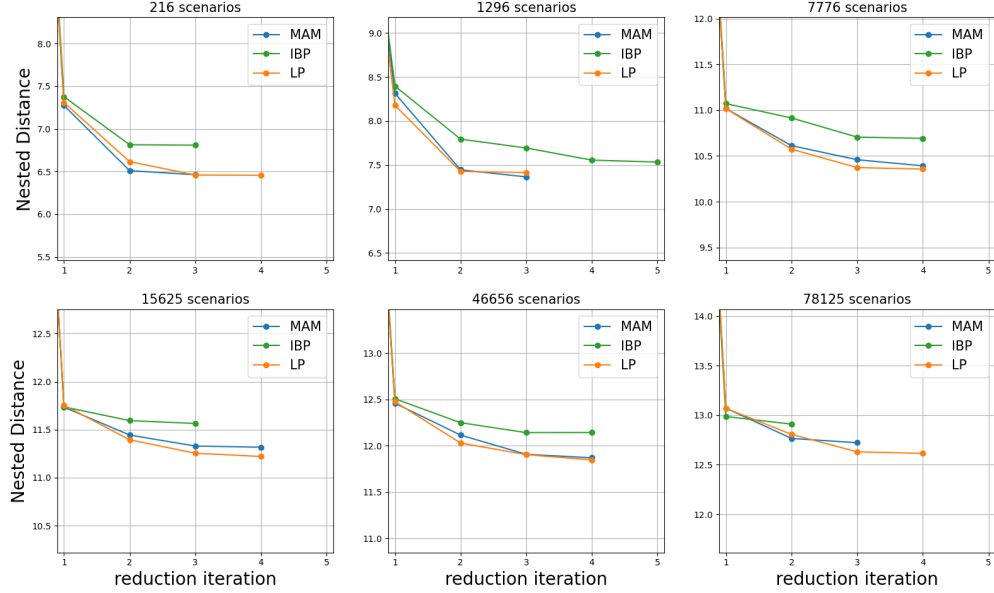 216 scenarios
1296 scenarios
7776 scenarios
Nested Distance
8.0
7.5
7.0
6.5
6.0
5.5
MAM
IBP
LP
1 2 3 4 5
9.0
8.5
8.0
7.5
7.0
6.5
MAM
IBP
LP
1 2 3 4 5
12.0
11.5
11.0
10.5
10.0
9.5
MAM
IBP
LP
1 2 3 4 5
15625 scenarios
46656 scenarios
78125 scenarios
Nested Distance
12.5
12.0
11.5
11.0
10.5
MAM
IBP
LP
1 2 3 4 5
reduction iteration
13.0
12.5
12.0
11.5
11.0
MAM
IBP
LP
1 2 3 4 5
reduction iteration
14.0
13.5
13.0
12.5
12.0
MAM
IBP
LP
1 2 3 4 5
reduction iteration